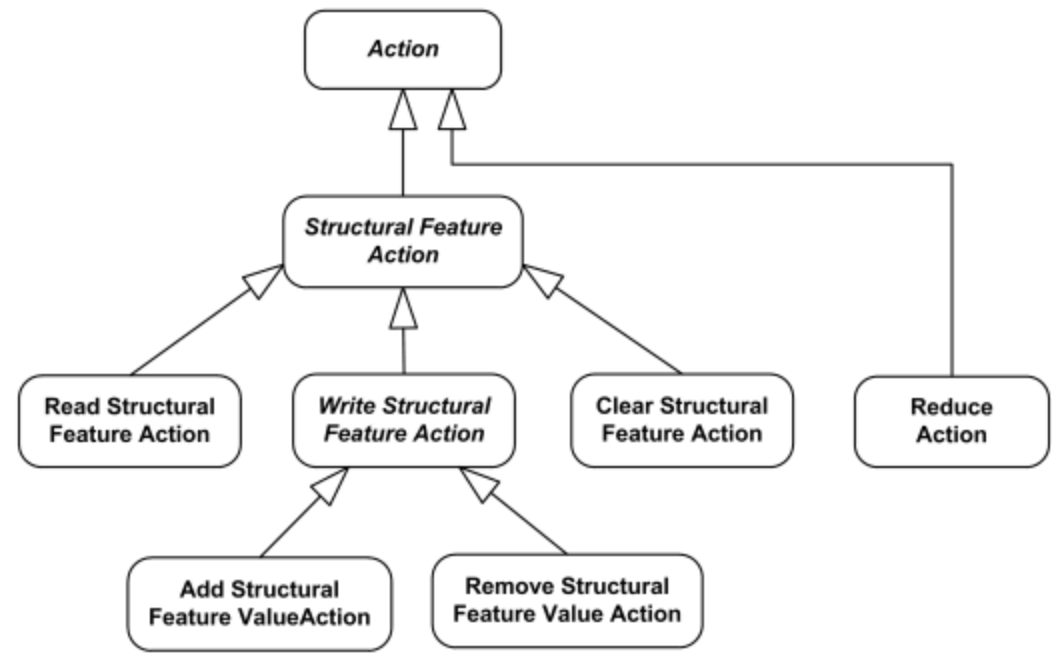 Action
Structural Feature
Action
Read Structural
Feature Action
Write Structural
Feature Action
Clear Structural
Feature Action
Reduce
Action
Add Structural
Feature ValueAction
Remove Structural
Feature Value Action